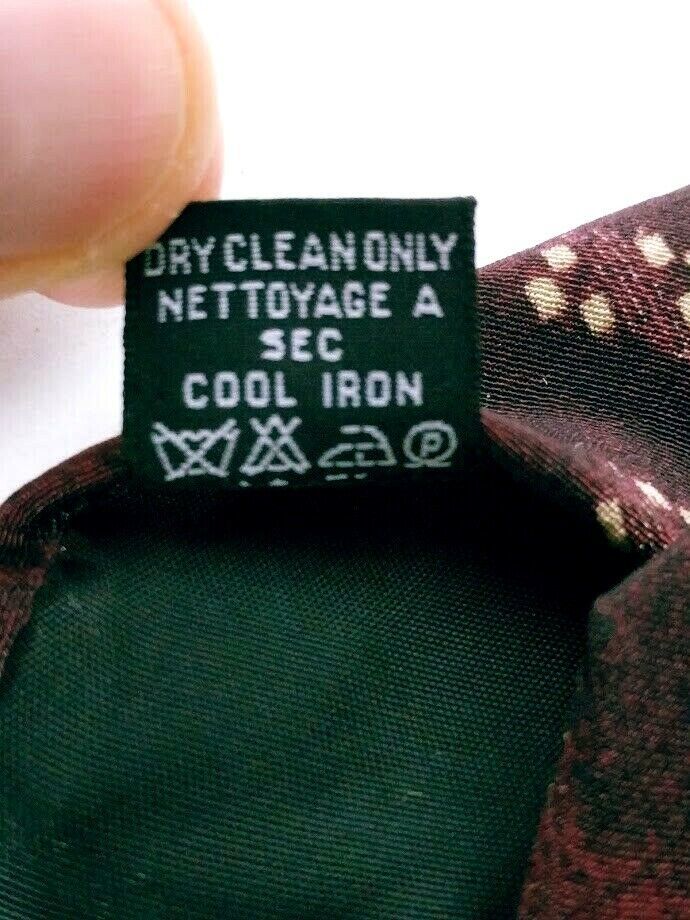 DRY CLEAN ONLY
NETTOYAGE A
SEC
COOL IRON
P